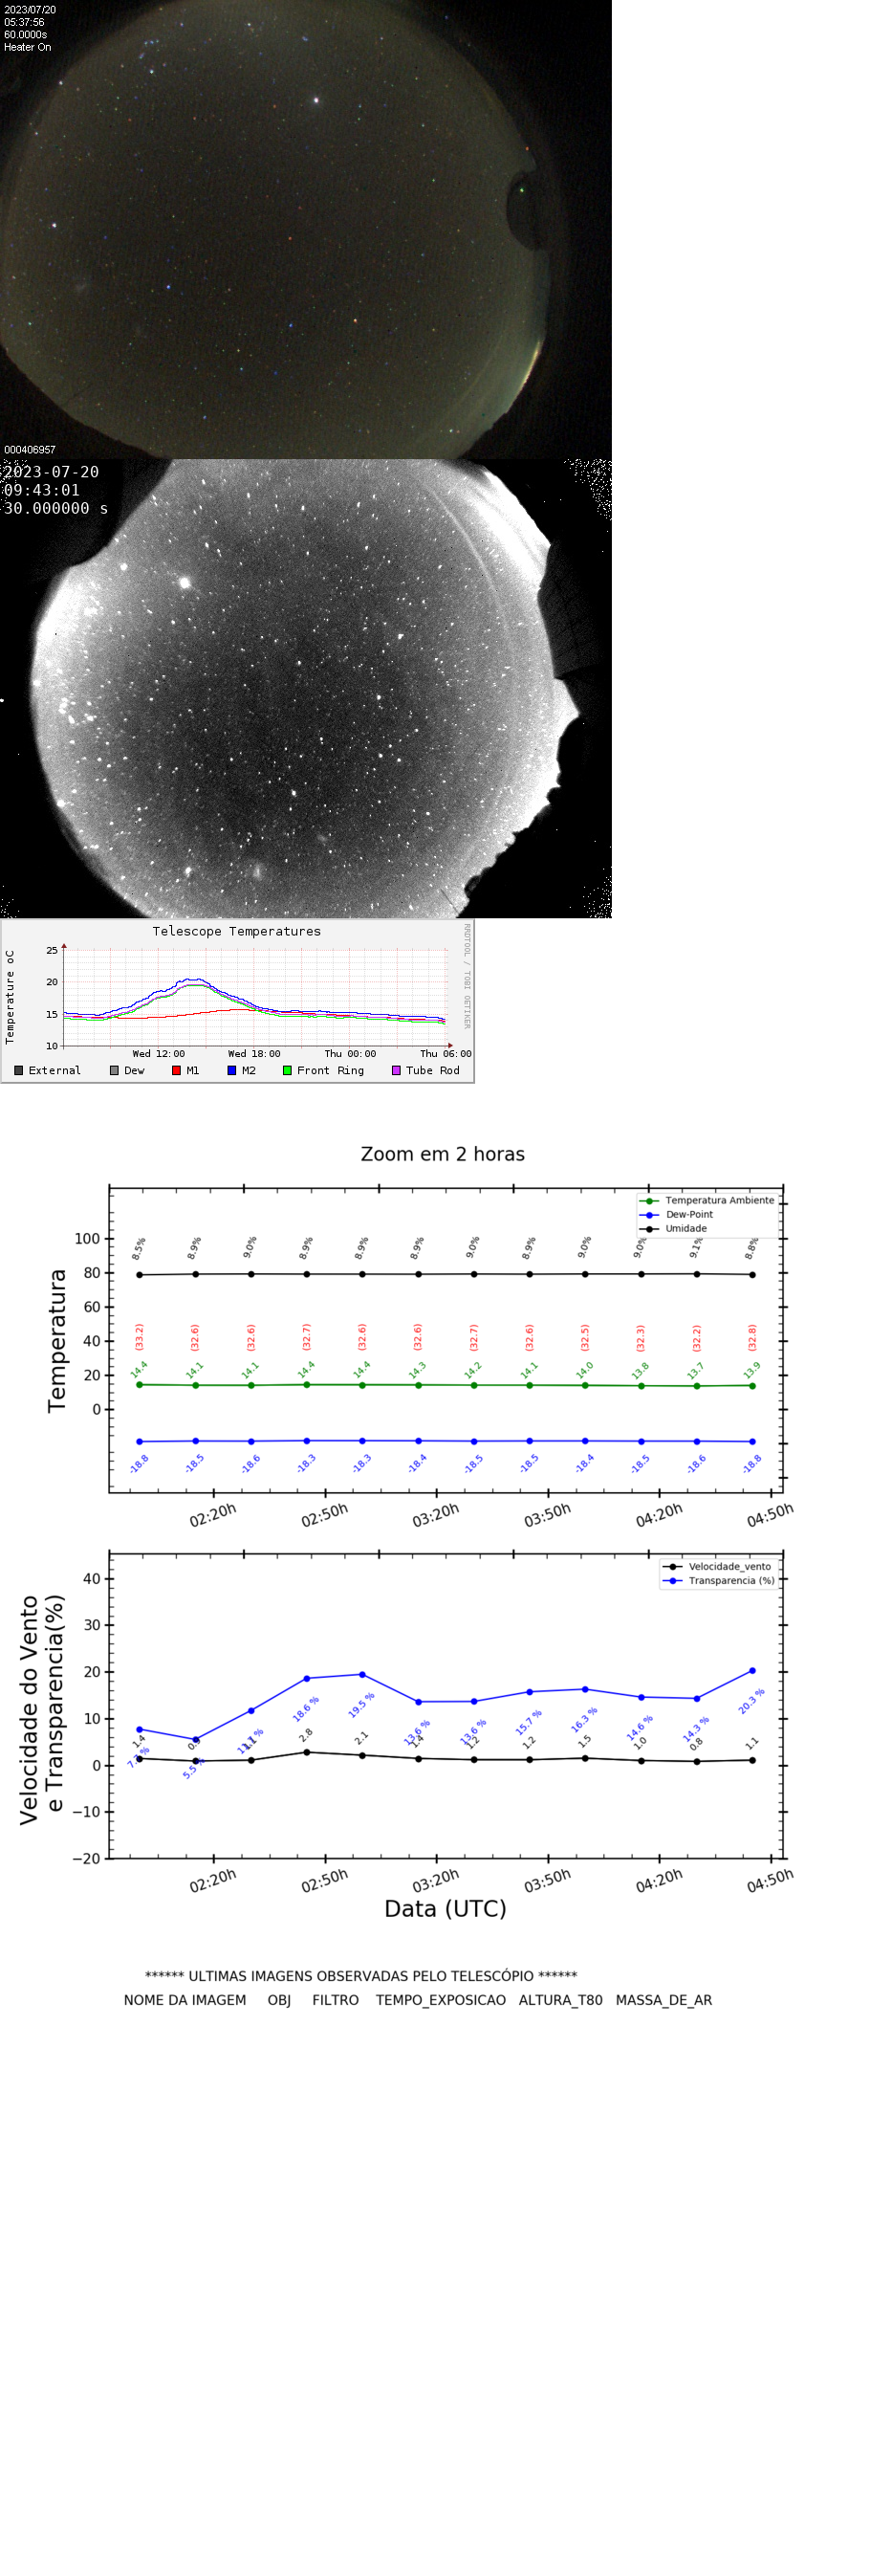 2023/07/20
05:37:56
60.0000s
Heater On
000406957
2023-07-20
09:43:01
30.000000 s
Telescope Temperatures
Temperature oC
RRDTOOL / TOBI OETIKER
25
20
15
10
Wed 12:00 Wed 18:00 Thu 00:00 Thu 06:00
External Dew M1 M2 Front Ring Tube Rod
Zoom em 2 horas
Temperatura Ambiente
Dew-Point
Umidade
Temperatura
100
80
60
40
20
0
8.5% 8.9% 9.0% 8.9% 8.9% 8.9% 9.0% 8.9% 9.0% 9.0% 9.1% 8.8%
(33.2) (32.6) (32.6) (32.7) (32.6) (32.6) (32.7) (32.6) (32.5) (32.3) (32.2) (32.8)
14.4 14.1 14.1 14.4 14.4 14.3 14.2 14.1 14.0 13.8 13.7 13.9
-18.8 -18.5 -18.6 -18.3 -18.3 -18.4 -18.5 -18.5 -18.4 -18.5 -18.6 -18.8
02:20h 02:50h 03:20h 03:50h 04:20h 04:50h
Velocidade_vento
Transparencia (%)
Velocidade do Vento
e Transparencia(%)
40
30
20
10
0
−10
−20
18.6 % 19.5 % 13.6 % 13.6 % 15.7 % 16.3 % 14.6 % 14.3 % 20.3 %
1.4 2.8 2.1 1.4 1.2 1.2 1.5 1.0 0.8 1.1
5.5 %
02:20h 02:50h 03:20h 03:50h 04:20h 04:50h
Data (UTC)
****** ULTIMAS IMAGENS OBSERVADAS PELO TELESCÓPIO ******
NOME DA IMAGEM OBJ FILTRO TEMPO_EXPOSICAO ALTURA_T80 MASSA_DE_AR